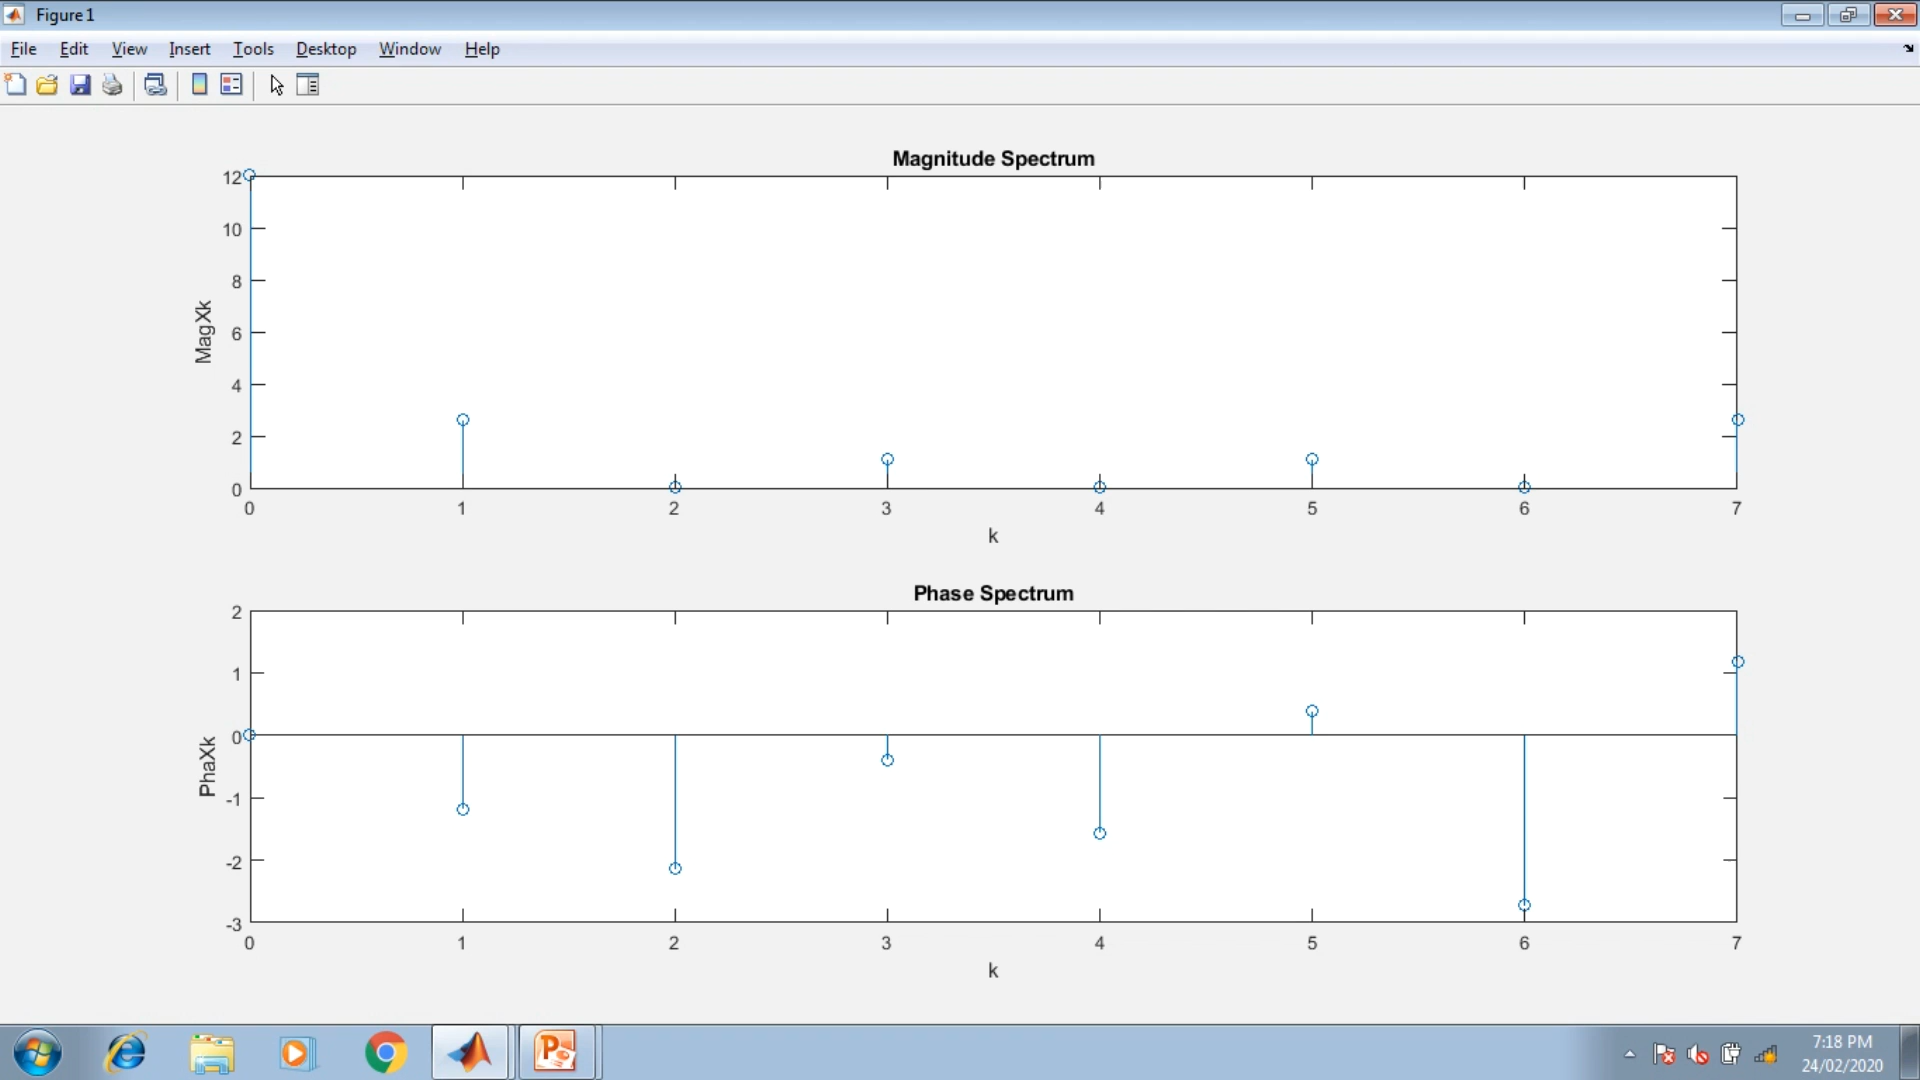 Figure 1
File Edit View Insert Tools Desktop Window Help
Magnitude Spectrum
12
10
8
6
4
2
0
MagXk
0 1 2 3 4 5 6 7
k
Phase Spectrum
2
1
0
-1
-2
-3
PhaXk
0 1 2 3 4 5 6 7
k
7:18 PM
24/02/2020